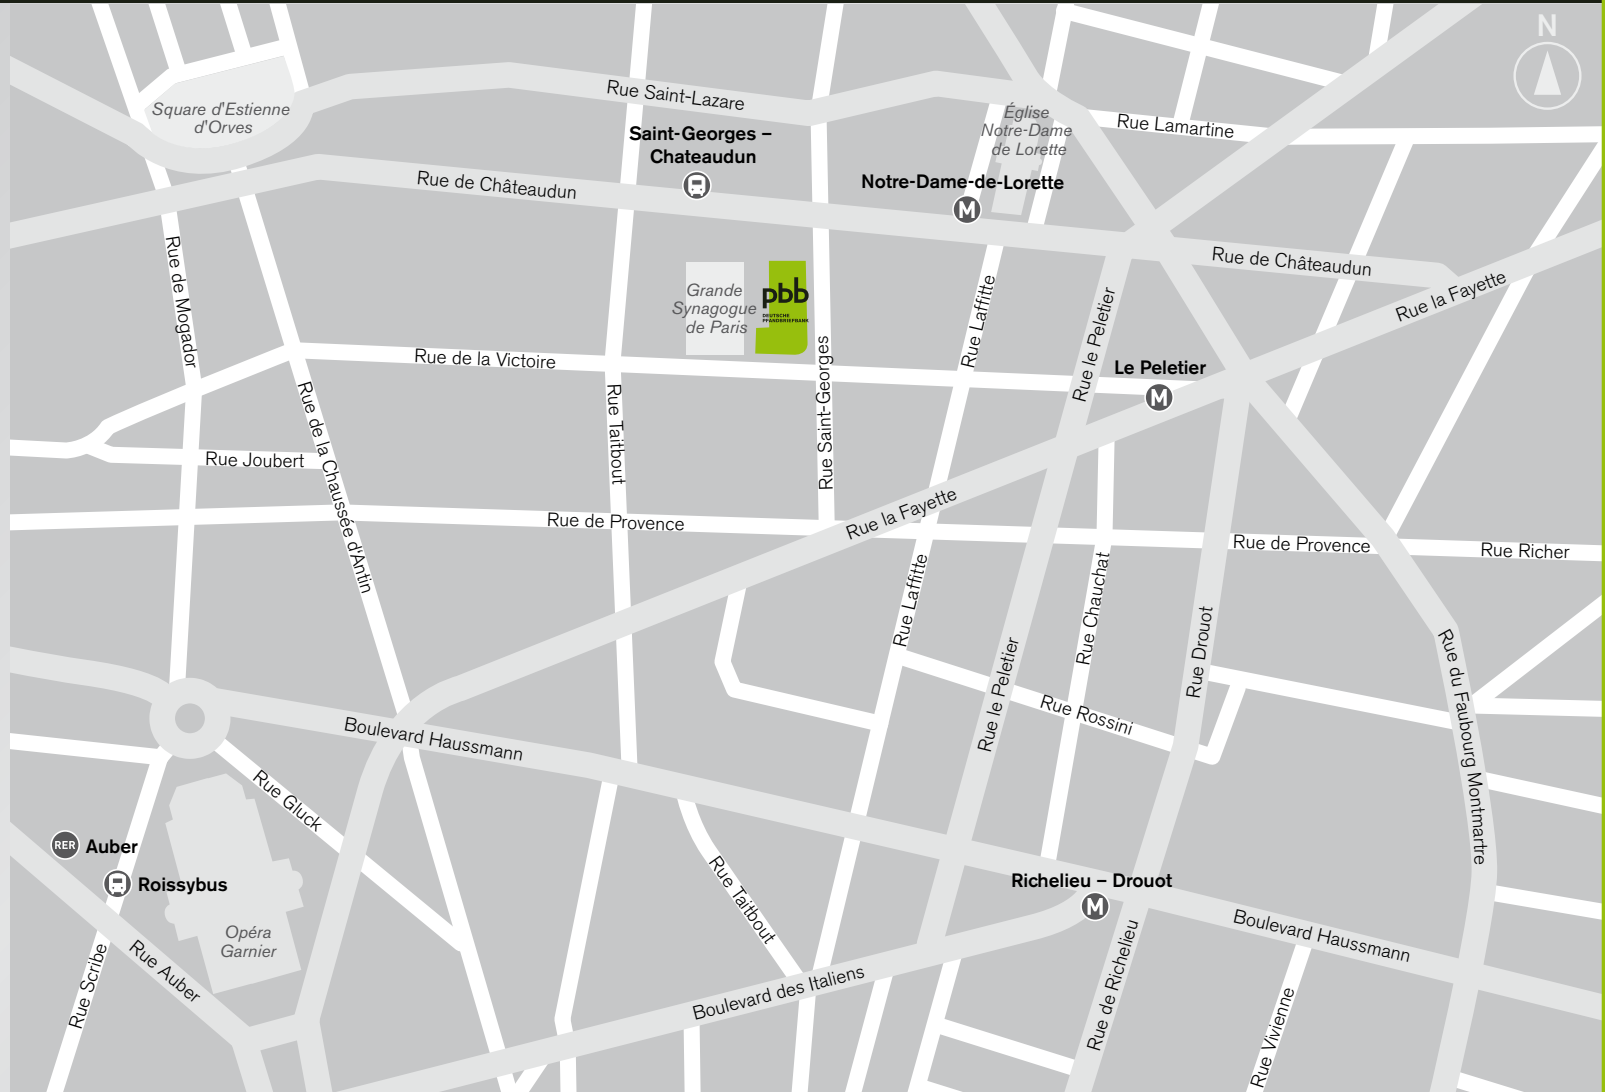 N
Rue Saint-Lazare
Square d'Estienne
d'Orves
Église
Notre-Dame
de Lorette
Rue Lamartine
Saint-Georges –
Chateaudun
Rue de Châteaudun
Notre-Dame-de-Lorette
M
Rue de Châteaudun
Rue de Mogador
Grande
Synagogue
de Paris
pbb
DEUTSCHE
PFANDBRIEFBANK
Rue Laffitte
Rue le Peletier
Rue la Fayette
Rue de la Victoire
Le Peletier
M
Rue Saint-Georges
Rue Taitbout
Rue de la Chaussée d'Antin
Rue Joubert
Rue de Provence
Rue la Fayette
Rue de Provence
Rue Richer
Rue Laffitte
Rue Chauchat
Rue Drouot
Rue le Peletier
Rue du Faubourg Montmartre
Rue Rossini
Boulevard Haussmann
Rue Gluck
RER
Auber
Roissybus
Rue Taitbout
Richelieu – Drouot
M
Boulevard Haussmann
Opéra
Garnier
Rue Auber
Rue Scribe
Boulevard des Italiens
Rue de Richelieu
Rue Vivienne